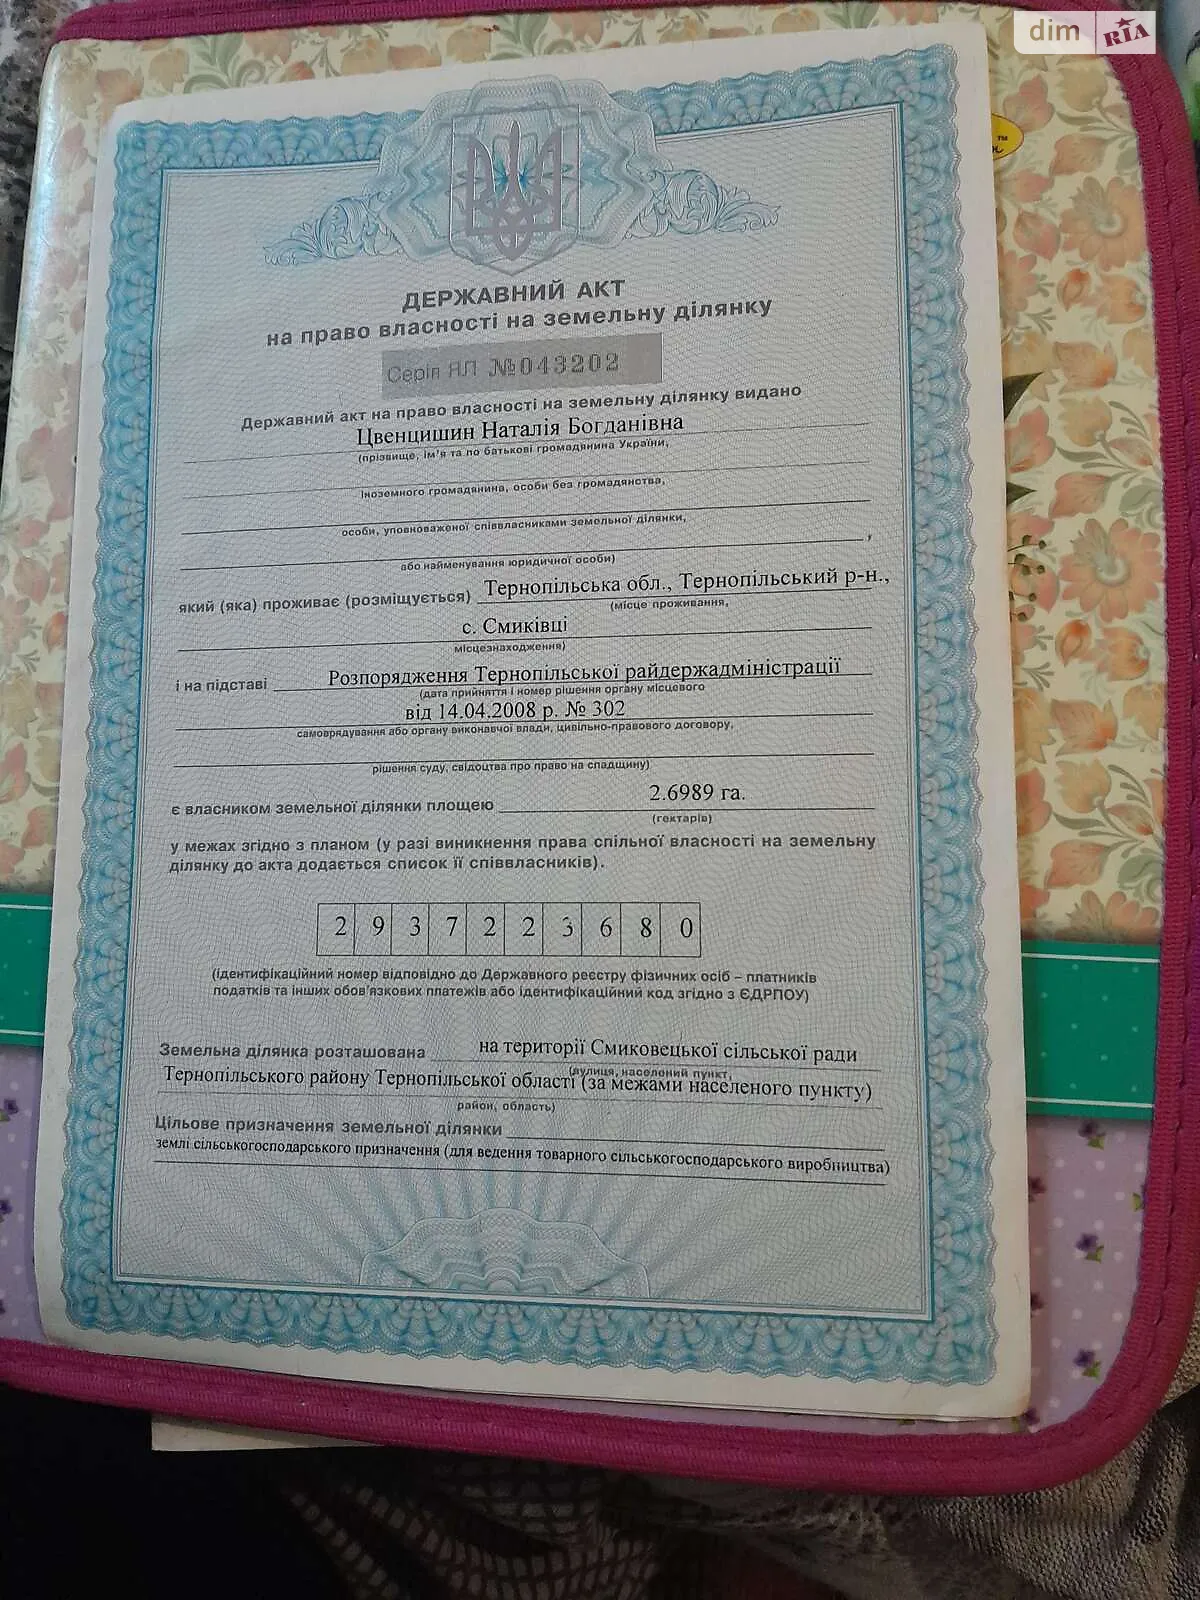 dim RIA
ДЕРЖАВНИЙ АКТ
на право власності на земельну ділянку
Серія ЯЛ №043202
Державний акт на право власності на земельну ділянку видано
Цвенцишин Наталія Богданівна
(прізвище, ім'я та по батькові громадянина України,
іноземного громадянина, особи без громадянства,
особи, уповноваженої співвласниками земельної ділянки,
або найменування юридичної особи)
який (яка) проживає (розміщується) Тернопільська обл., Тернопільський р-н.,
(місце проживання,
с. Смиківці
місцезнаходження)
і на підставі Розпорядження Тернопільської райдержадміністрації
(дата прийняття і номер рішення органу місцевого
від 14.04.2008 р. № 302
самоврядування або органу виконавчої влади, цивільно-правового договору,
рішення суду, свідоцтва про право на спадщину)
є власником земельної ділянки площею 2.6989 га.
(гектарів)
у межах згідно з планом (у разі виникнення права спільної власності на земельну
ділянку до акта додається список її співвласників).
2 9 3 7 2 2 3 6 8 0
(ідентифікаційний номер відповідно до Державного реєстру фізичних осіб – платників
податків та інших обов'язкових платежів або ідентифікаційний код згідно з ЄДРПОУ)
Земельна ділянка розташована на території Смиковецької сільської ради
(вулиця, населений пункт,
Тернопільського району Тернопільської області (за межами населеного пункту)
район, область)
Цільове призначення земельної ділянки
землі сільськогосподарського призначення (для ведення товарного сільськогосподарського виробництва)